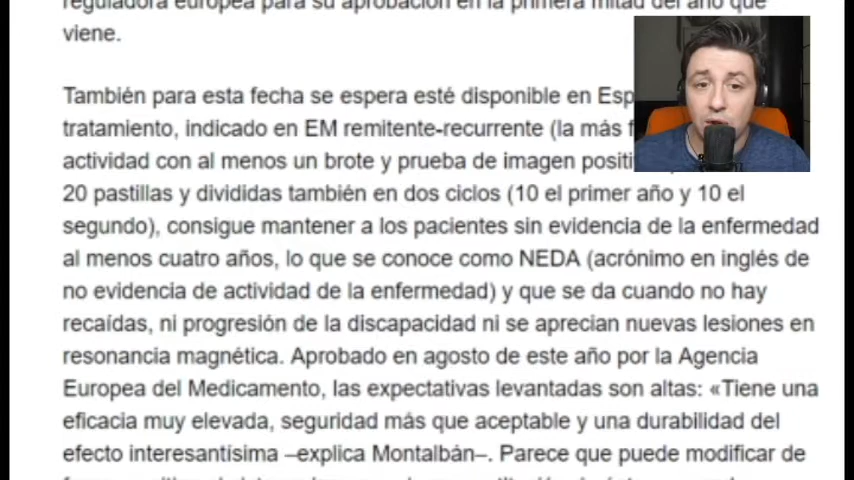 reguladora europea para su aprobación en la primera mitad del año que
viene.
También para esta fecha se espera esté disponible en
tratamiento, indicado en EM remitente-recurrente (la más
actividad con al menos un brote y prueba de imagen
20 pastillas y divididas también en dos ciclos (10 el primer año y 10 el
segundo), consigue mantener a los pacientes sin evidencia de la enfermedad
al menos cuatro años, lo que se conoce como NEDA (acrónimo en inglés de
no evidencia de actividad de la enfermedad) y que se da cuando no hay
recaídas, ni progresión de la discapacidad ni se aprecian nuevas lesiones en
resonancia magnética. Aprobado en agosto de este año por la Agencia
Europea del Medicamento, las expectativas levantadas son altas: «Tiene una
eficacia muy elevada, seguridad más que aceptable y una durabilidad del
efecto interesantísima –explica Montalbán–. Parece que puede modificar de